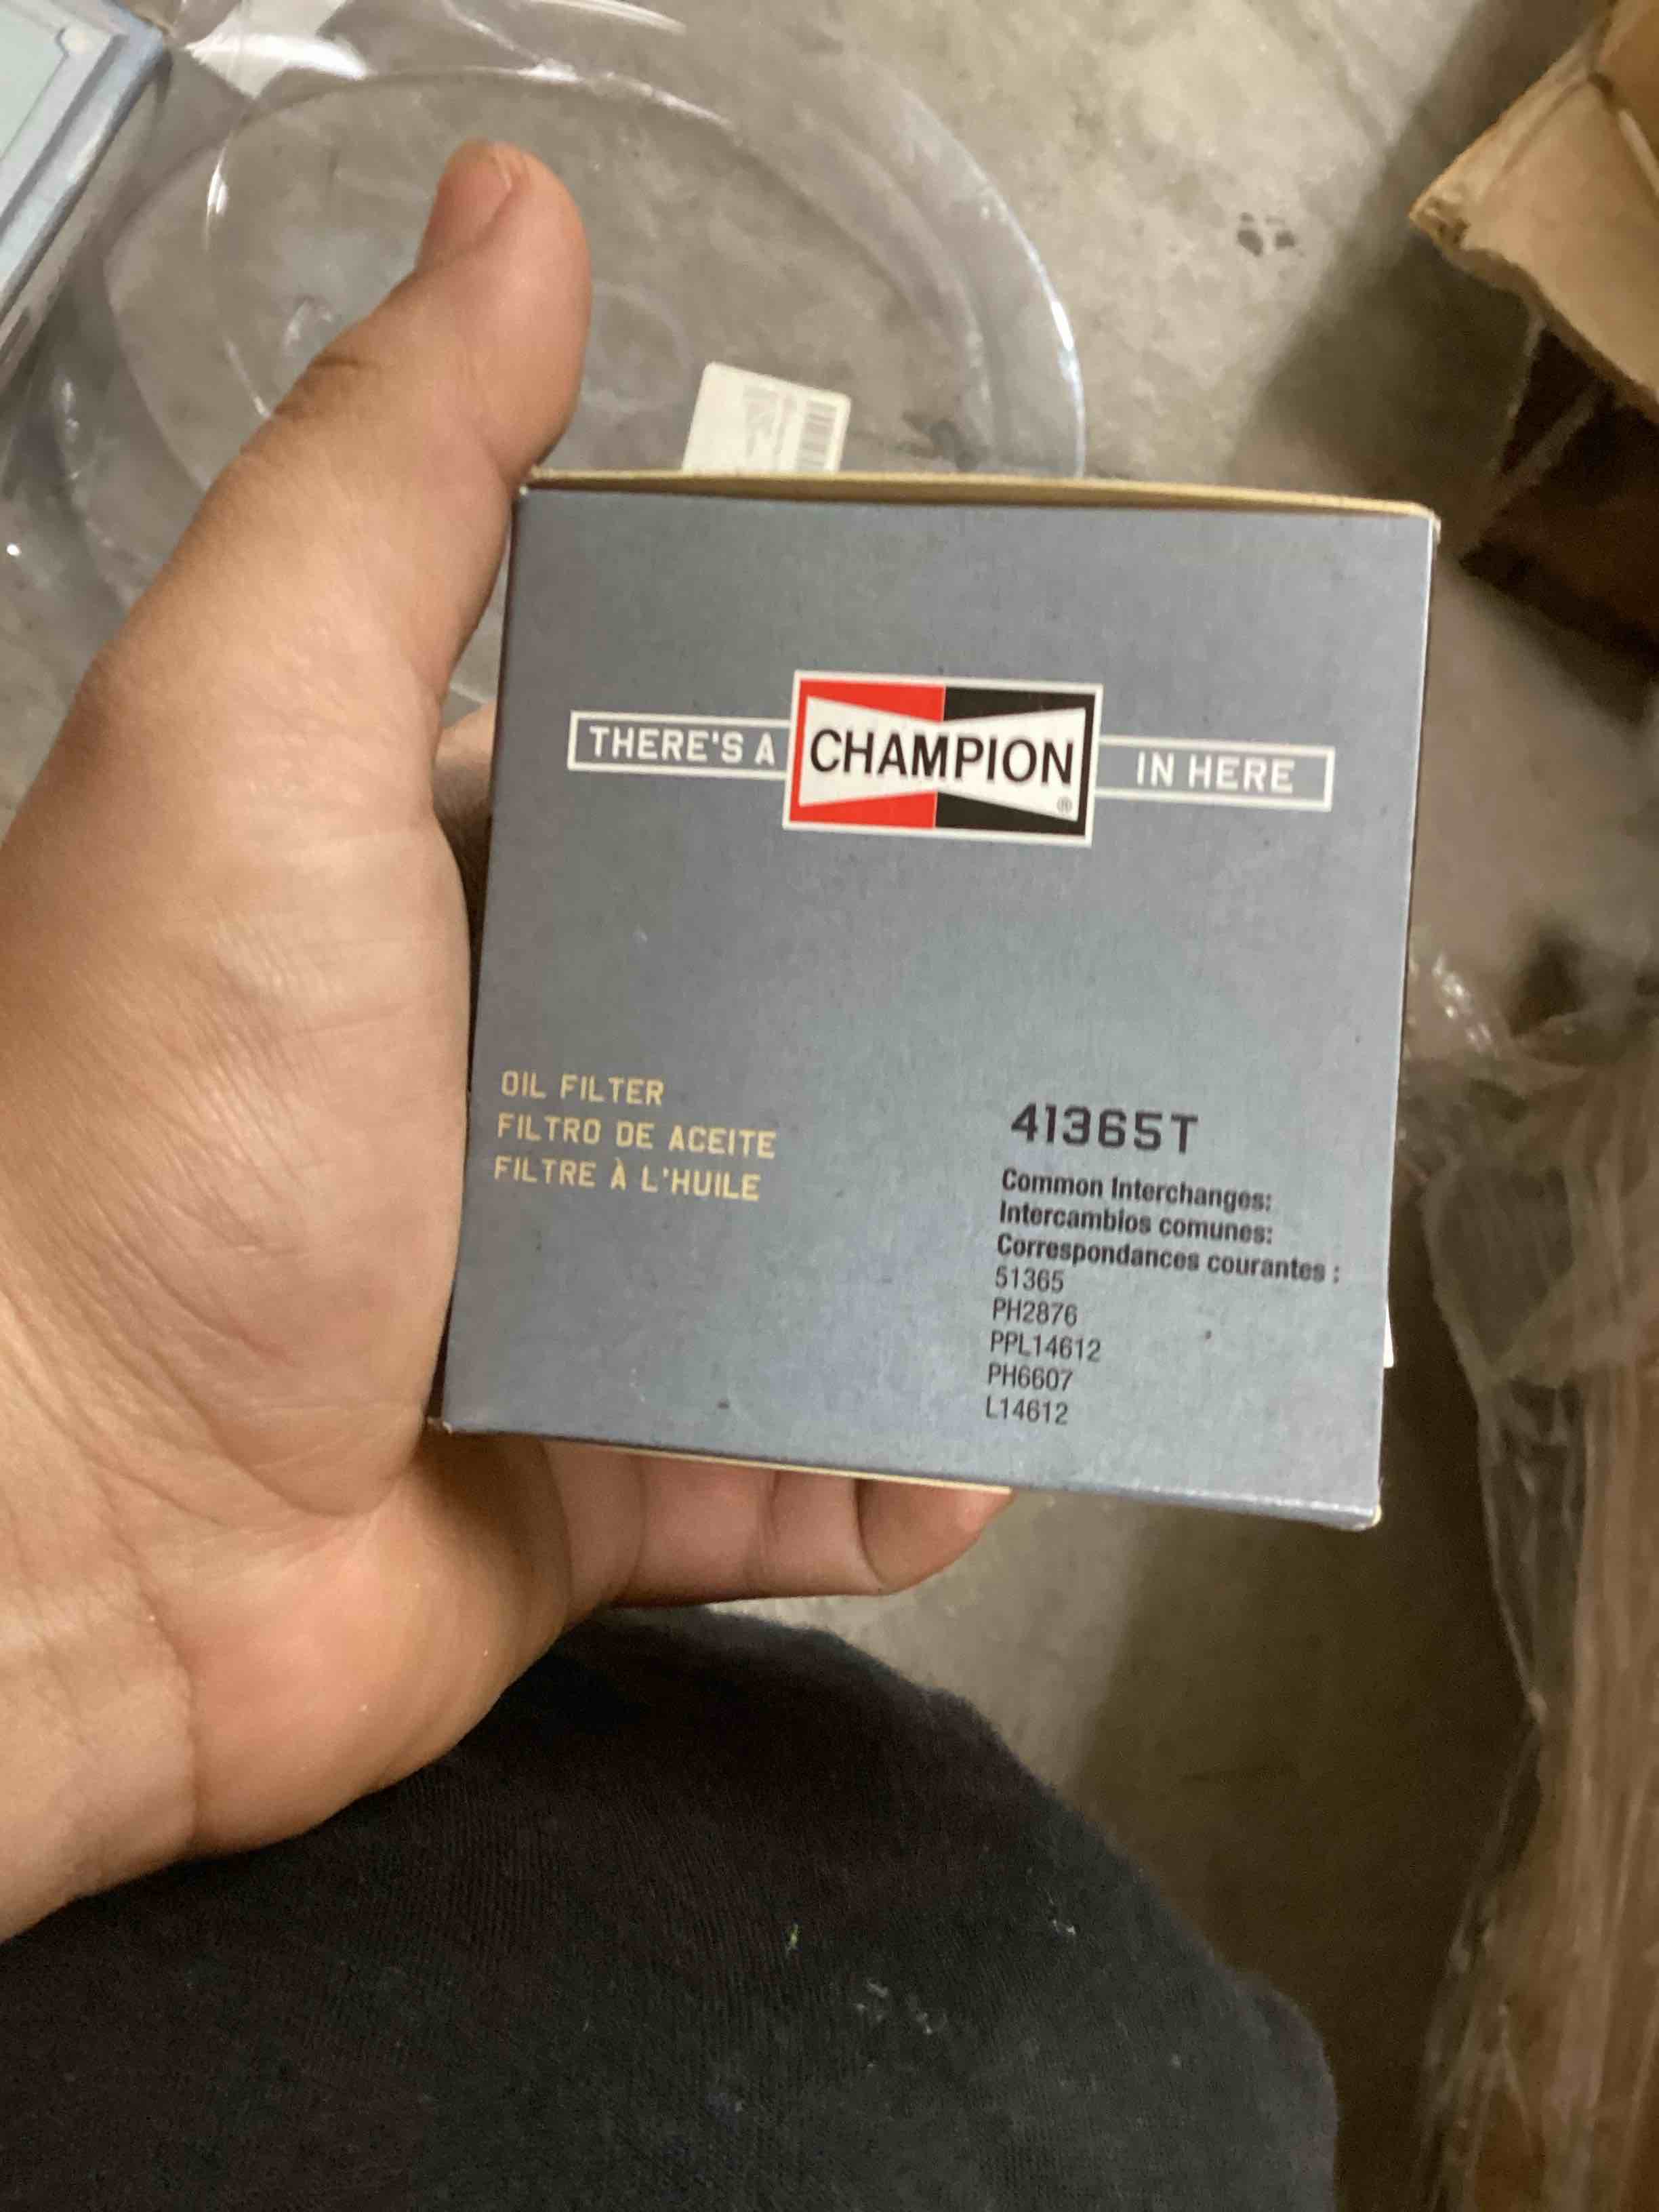 THERE'S A CHAMPION ® IN HERE
OIL FILTER
FILTRO DE ACEITE
FILTRE À L'HUILE
41365T
Common Interchanges:
Intercambios comunes:
Correspondances courantes :
51365
PH2876
PPL14612
PH6607
L14612